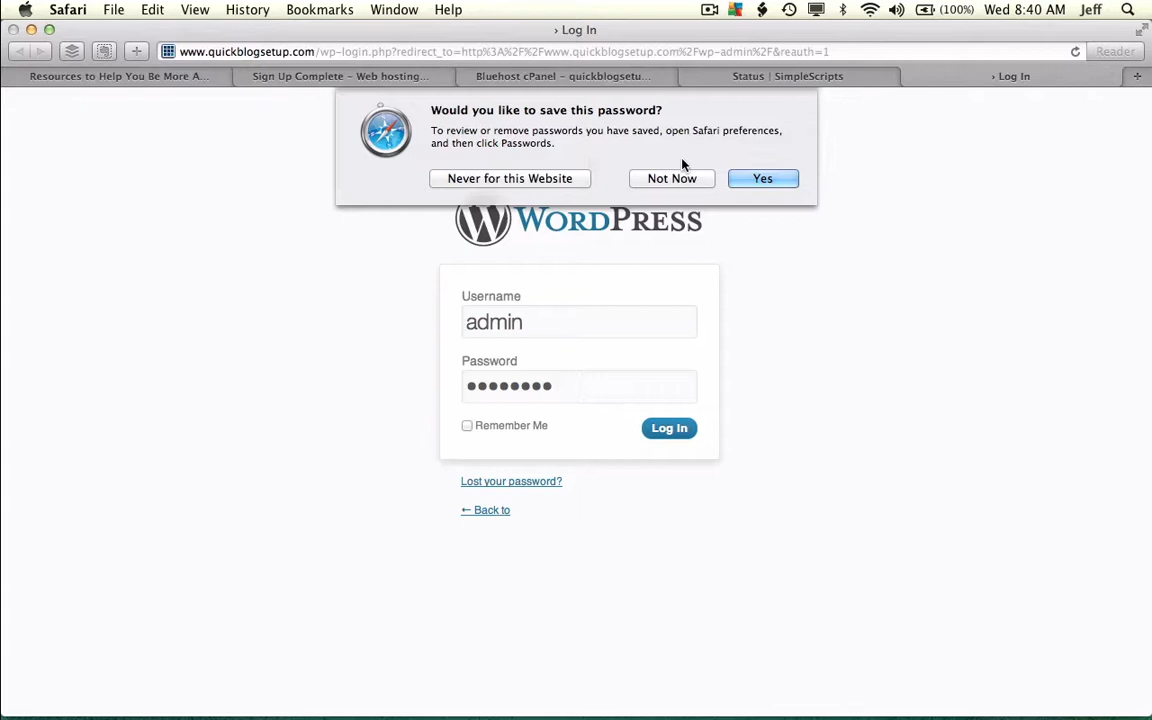 Safari File Edit View History Bookmarks Window Help (100%) Wed 8:40 AM Jeff
› Log In
www.quickblogsetup.com/wp-login.php?redirect_to=http%3A%2F%2Fwww.quickblogsetup.com%2Fwp-admin%2F&reauth=1 Reader
Resources to Help You Be More A... Sign Up Complete – Web hosting... Bluehost cPanel – quickblogsetu... Status | SimpleScripts › Log In
Would you like to save this password?
To review or remove passwords you have saved, open Safari preferences,
and then click Passwords.
Never for this Website Not Now Yes
WORDPRESS
Username
admin
Password
Remember Me Log In
Lost your password?
← Back to